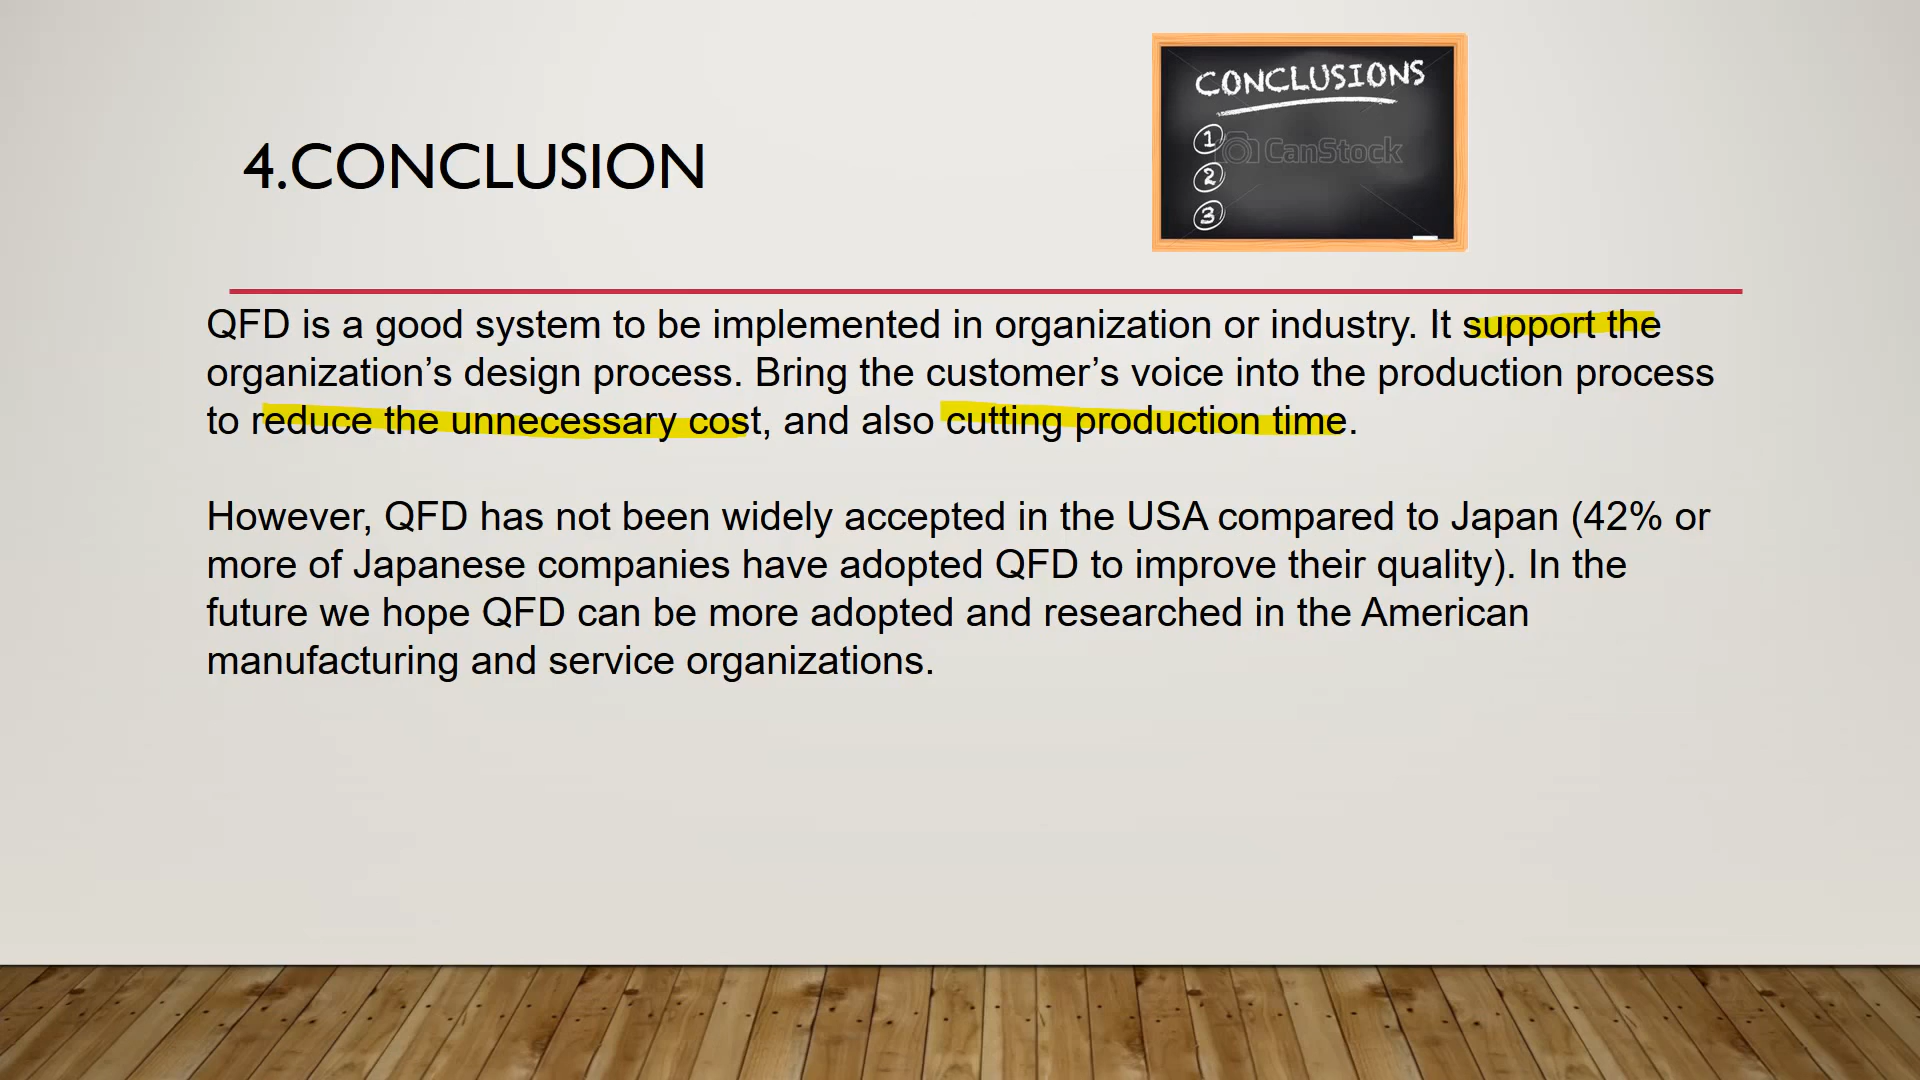 CONCLUSIONS
1
CanStock
2
3
4.CONCLUSION
QFD is a good system to be implemented in organization or industry. It support the
organization’s design process. Bring the customer’s voice into the production process
to reduce the unnecessary cost, and also cutting production time.
However, QFD has not been widely accepted in the USA compared to Japan (42% or
more of Japanese companies have adopted QFD to improve their quality). In the
future we hope QFD can be more adopted and researched in the American
manufacturing and service organizations.